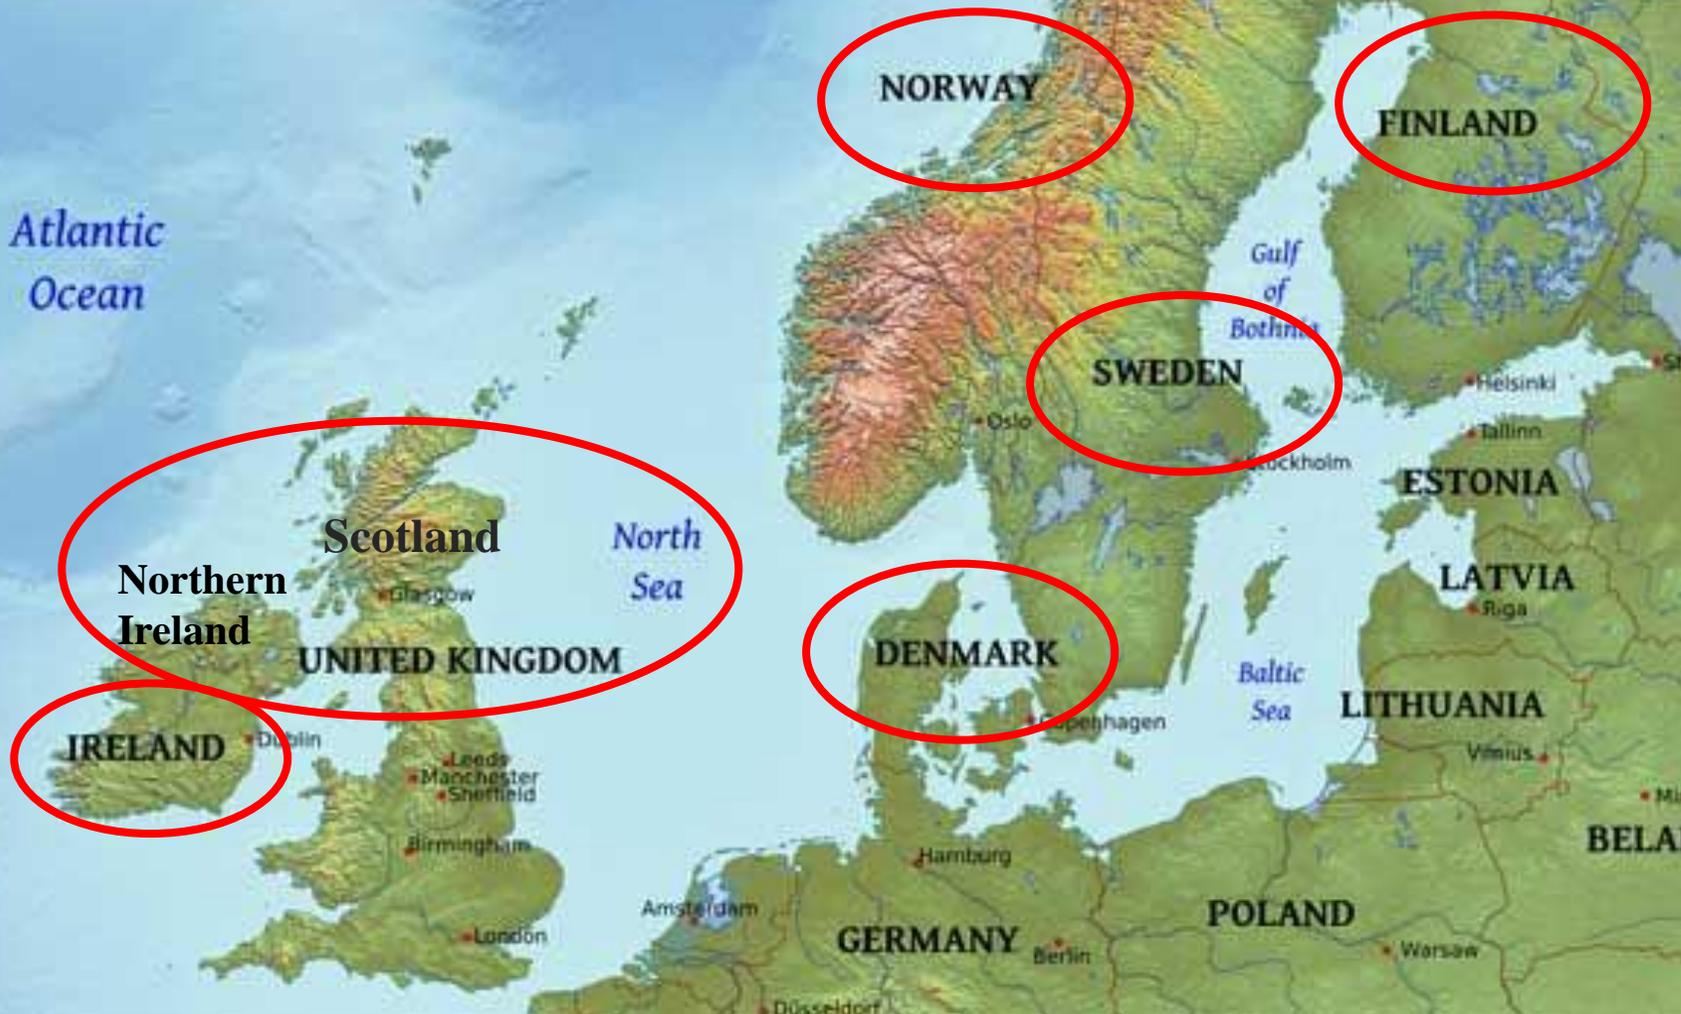 NORWAY
FINLAND
Atlantic
Ocean
Gulf
of
Bothnia
SWEDEN
Helsinki
Oslo
Tallinn
Stockholm
ESTONIA
Scotland
North
Sea
Northern
Ireland
Glasgow
LATVIA
Riga
UNITED KINGDOM
DENMARK
Baltic
Sea
LITHUANIA
Copenhagen
IRELAND
Dublin
Vilnius
Leeds
Manchester
Sheffield
BELA
Birmingham
Hamburg
Amsterdam
POLAND
London
GERMANY
Berlin
Warsaw
Düsseldorf